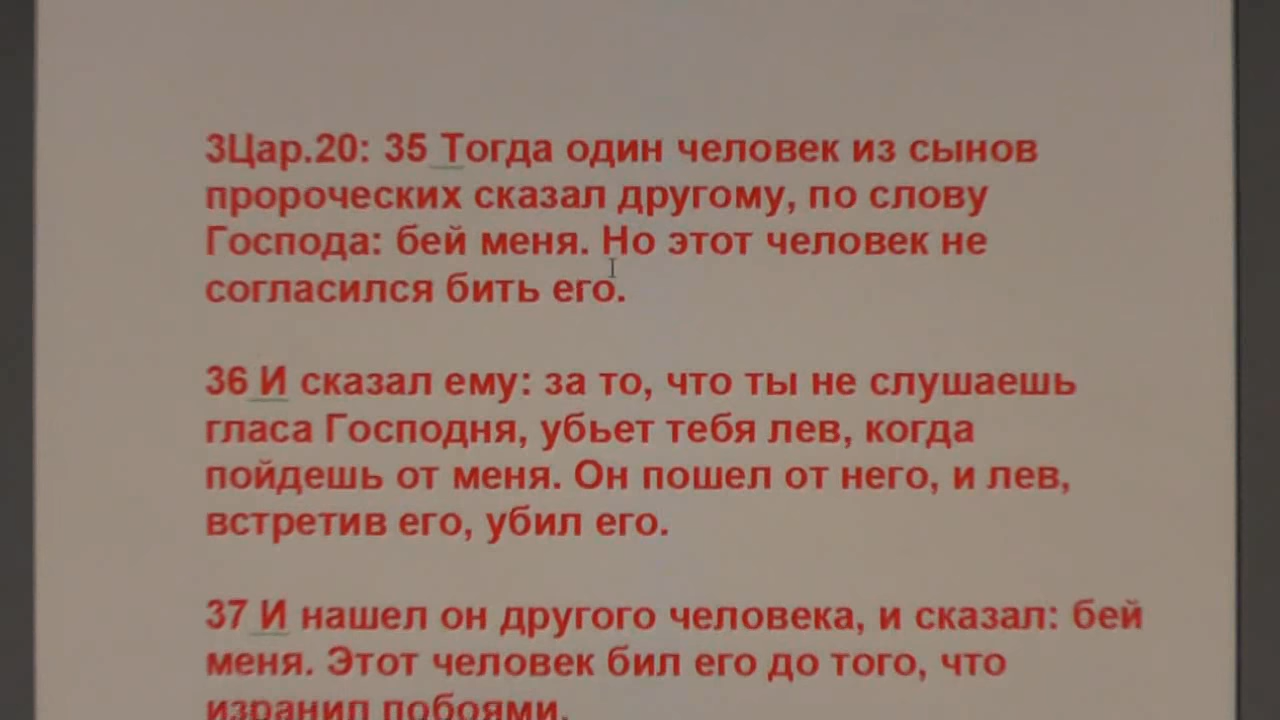 3Цар.20: 35 Тогда один человек из сынов
пророческих сказал другому, по слову
Господа: бей меня. Но этот человек не
согласился бить его.
36 И сказал ему: за то, что ты не слушаешь
гласа Господня, убьет тебя лев, когда
пойдешь от меня. Он пошел от него, и лев,
встретив его, убил его.
37 И нашел он другого человека, и сказал: бей
меня. Этот человек бил его до того, что
изранил побоями.